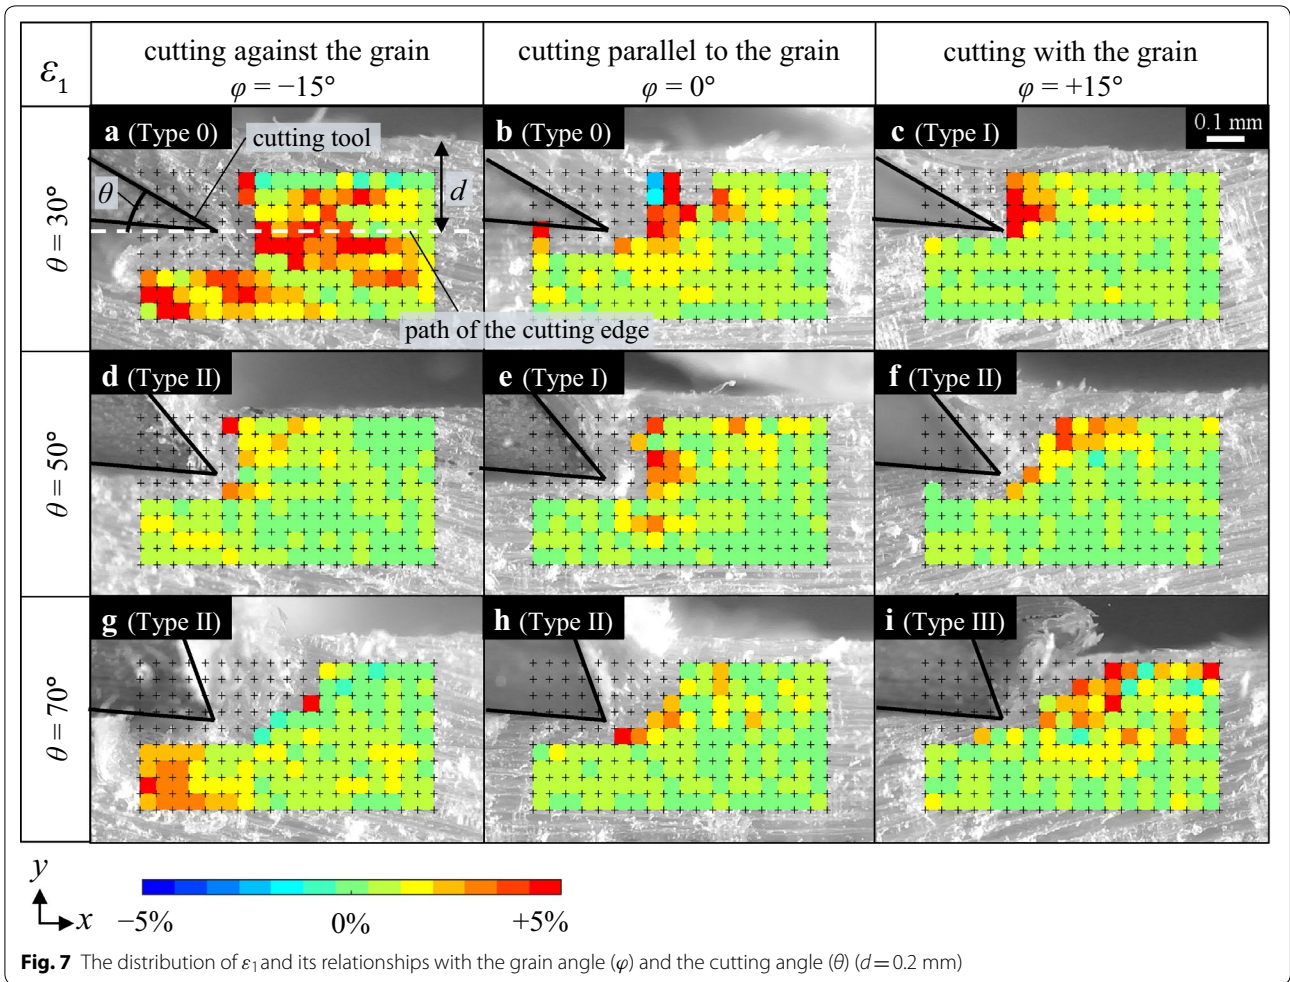 ε1
cutting against the grain
φ = −15°
cutting parallel to the grain
φ = 0°
cutting with the grain
φ = +15°
θ = 30°
a (Type 0)
cutting tool
θ
d
path of the cutting edge
b (Type 0)
c (Type I)
0.1 mm
θ = 50°
d (Type II)
e (Type I)
f (Type II)
θ = 70°
g (Type II)
h (Type II)
i (Type III)
y
x
−5%
0%
+5%
Fig. 7 The distribution of ε1 and its relationships with the grain angle (φ) and the cutting angle (θ) (d = 0.2 mm)